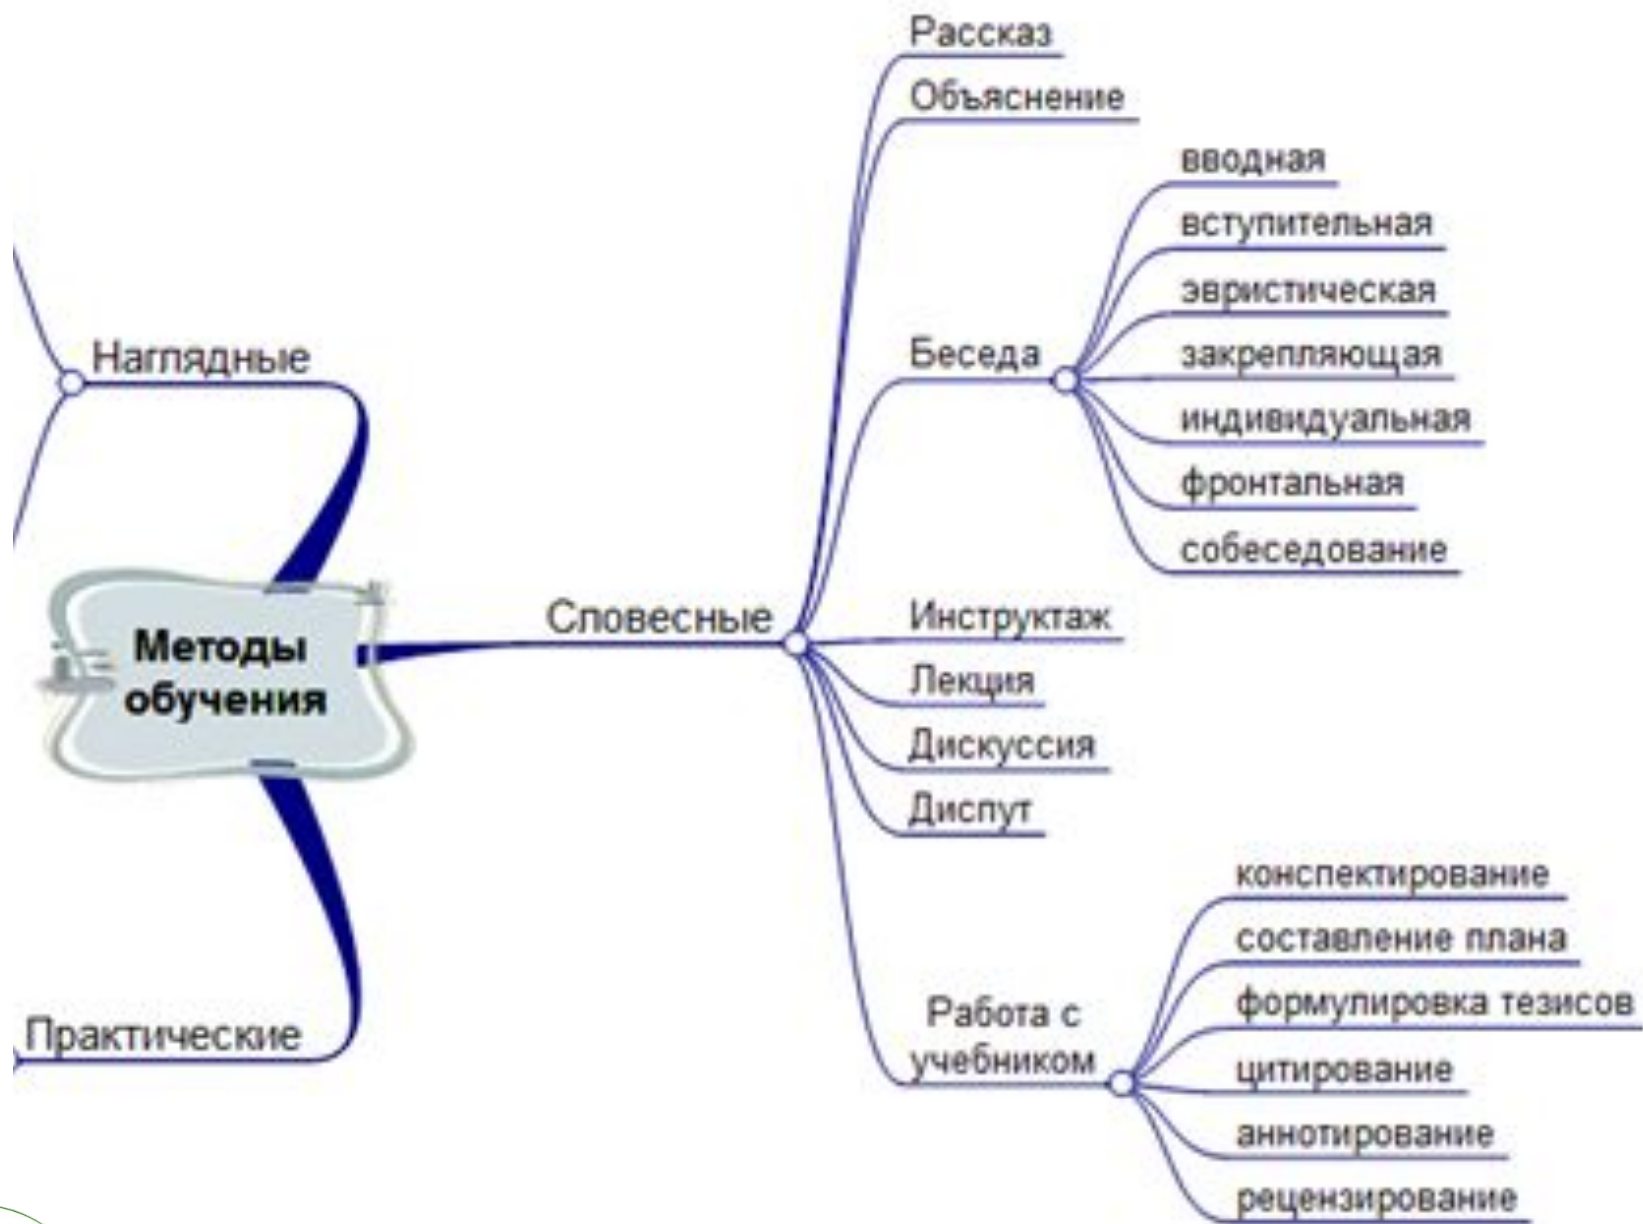 Рассказ
Объяснение
вводная
вступительная
эвристическая
Беседа
закрепляющая
индивидуальная
фронтальная
собеседование
Наглядные
Словесные
Методы
обучения
Инструктаж
Лекция
Дискуссия
Диспут
конспектирование
составление плана
формулировка тезисов
Работа с
учебником
цитирование
аннотирование
рецензирование
Практические